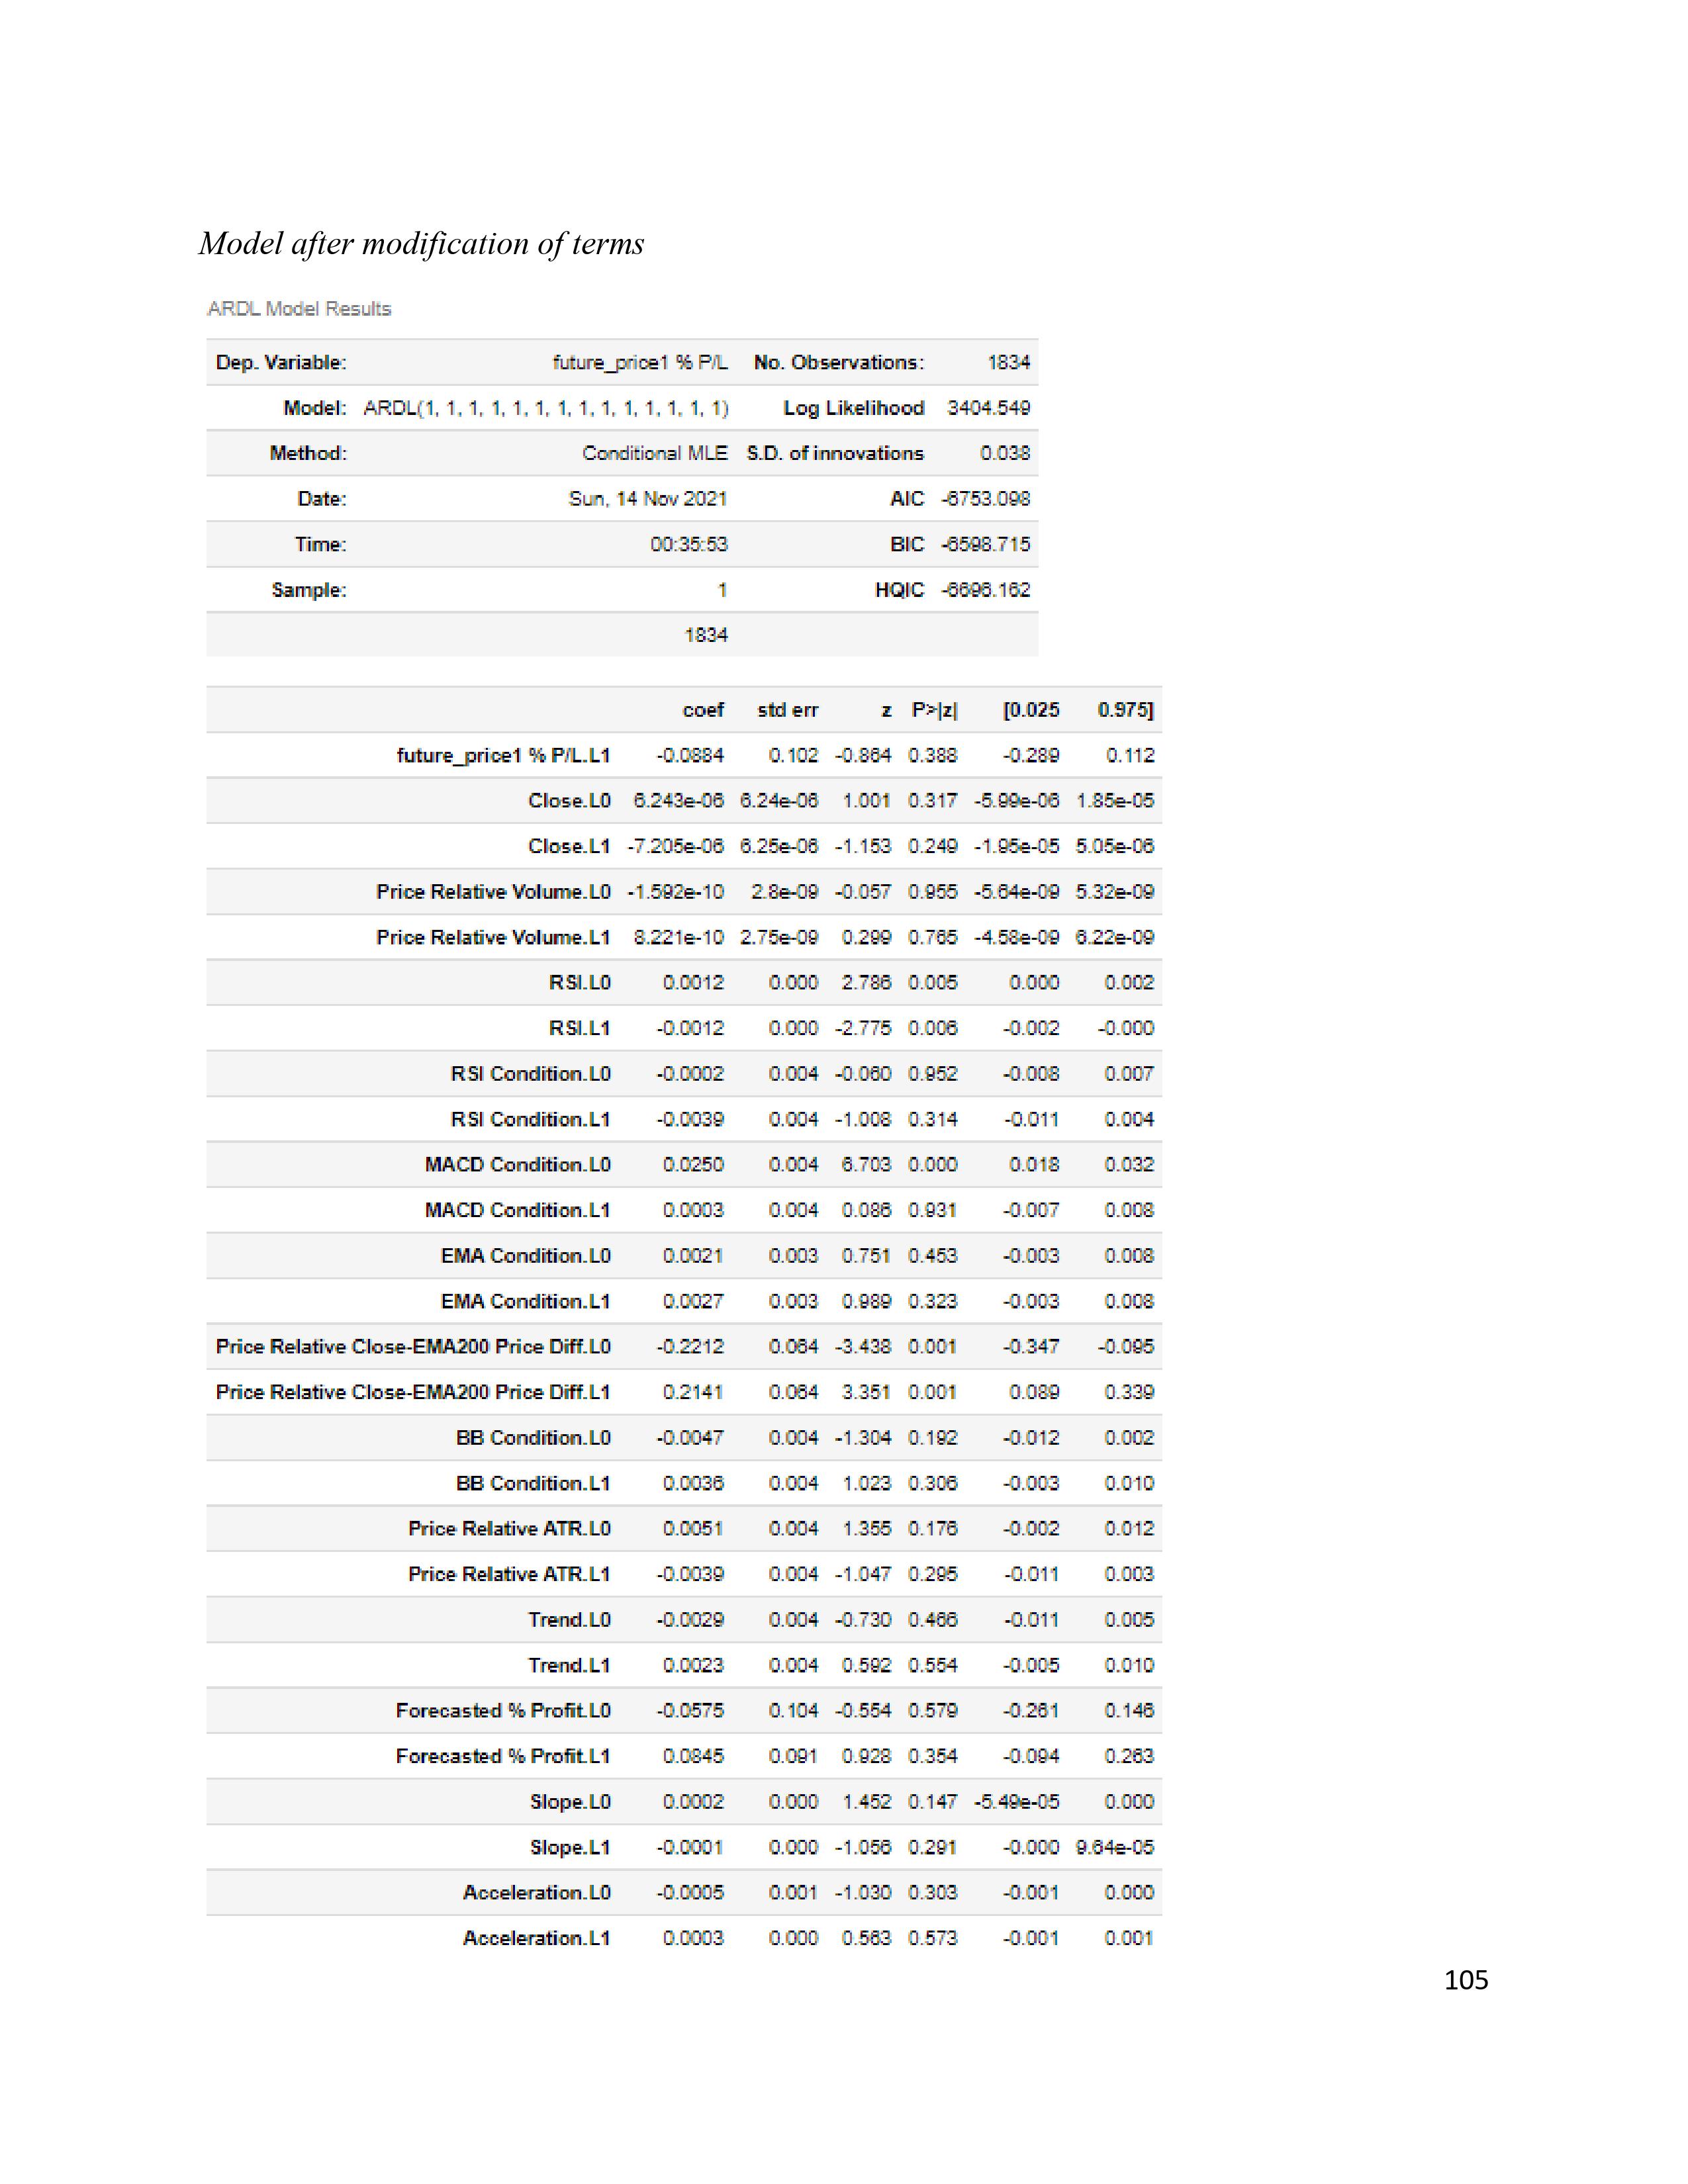 Model after modification of terms
ARDL Model Results
Dep. Variable: future_price1 % P/L No. Observations: 1834
Model: ARDL(1, 1, 1, 1, 1, 1, 1, 1, 1, 1, 1, 1, 1, 1) Log Likelihood 3404.549
Method: Conditional MLE S.D. of innovations 0.038
Date: Sun, 14 Nov 2021 AIC -6753.098
Time: 00:35:53 BIC -6598.715
Sample: 1 HQIC -6696.162
1834
coef std err z P>|z| [0.025 0.975]
future_price1 % P/L.L1 -0.0884 0.102 -0.864 0.388 -0.289 0.112
Close.L0 6.243e-06 6.24e-06 1.001 0.317 -5.99e-06 1.85e-05
Close.L1 -7.205e-06 6.25e-06 -1.153 0.249 -1.95e-05 5.05e-06
Price Relative Volume.L0 -1.592e-10 2.8e-09 -0.057 0.955 -5.64e-09 5.32e-09
Price Relative Volume.L1 8.221e-10 2.75e-09 0.299 0.765 -4.58e-09 6.22e-09
RSI.L0 0.0012 0.000 2.786 0.005 0.000 0.002
RSI.L1 -0.0012 0.000 -2.775 0.006 -0.002 -0.000
RSI Condition.L0 -0.0002 0.004 -0.060 0.952 -0.008 0.007
RSI Condition.L1 -0.0039 0.004 -1.008 0.314 -0.011 0.004
MACD Condition.L0 0.0250 0.004 6.703 0.000 0.018 0.032
MACD Condition.L1 0.0003 0.004 0.086 0.931 -0.007 0.008
EMA Condition.L0 0.0021 0.003 0.751 0.453 -0.003 0.008
EMA Condition.L1 0.0027 0.003 0.989 0.323 -0.003 0.008
Price Relative Close-EMA200 Price Diff.L0 -0.2212 0.064 -3.438 0.001 -0.347 -0.095
Price Relative Close-EMA200 Price Diff.L1 0.2141 0.064 3.351 0.001 0.089 0.339
BB Condition.L0 -0.0047 0.004 -1.304 0.192 -0.012 0.002
BB Condition.L1 0.0036 0.004 1.023 0.306 -0.003 0.010
Price Relative ATR.L0 0.0051 0.004 1.355 0.176 -0.002 0.012
Price Relative ATR.L1 -0.0039 0.004 -1.047 0.295 -0.011 0.003
Trend.L0 -0.0029 0.004 -0.730 0.466 -0.011 0.005
Trend.L1 0.0023 0.004 0.592 0.554 -0.005 0.010
Forecasted % Profit.L0 -0.0575 0.104 -0.554 0.579 -0.261 0.146
Forecasted % Profit.L1 0.0845 0.091 0.928 0.354 -0.094 0.263
Slope.L0 0.0002 0.000 1.452 0.147 -5.49e-05 0.000
Slope.L1 -0.0001 0.000 -1.056 0.291 -0.000 9.64e-05
Acceleration.L0 -0.0005 0.001 -1.030 0.303 -0.001 0.000
Acceleration.L1 0.0003 0.000 0.563 0.573 -0.001 0.001
105